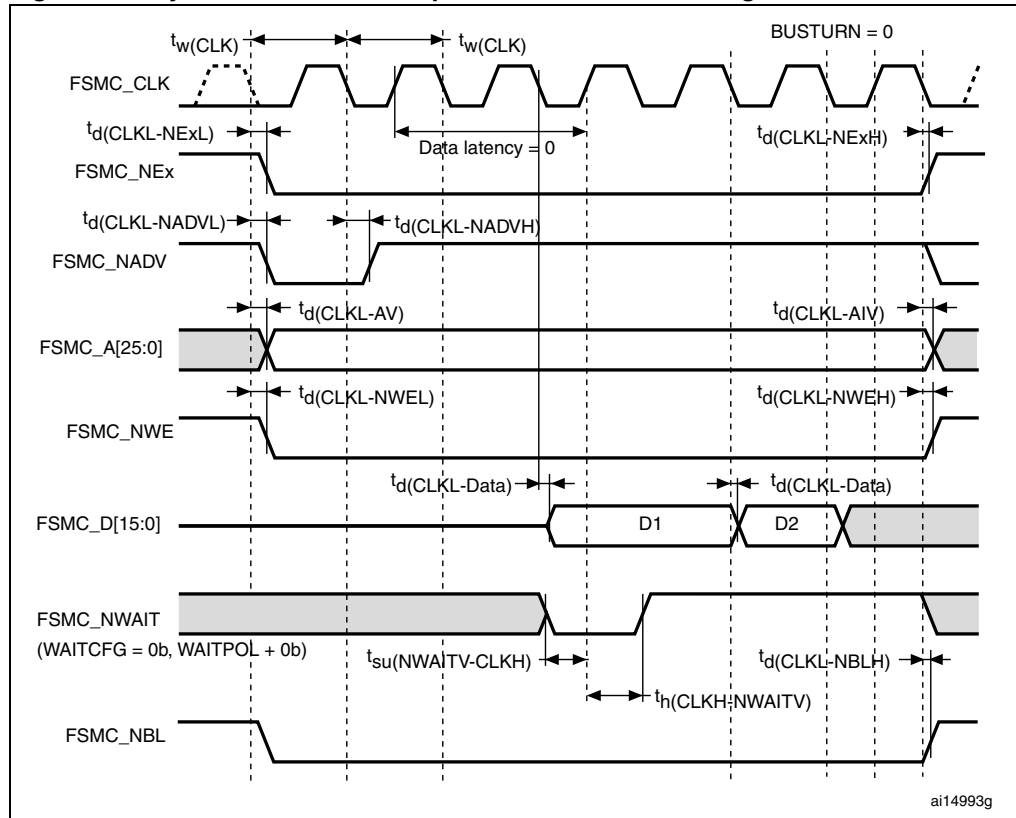 BUSTURN = 0
tw(CLK)
tw(CLK)
FSMC_CLK
td(CLKL-NExL)
Data latency = 0
td(CLKL-NExH)
FSMC_NEx
td(CLKL-NADVL)
td(CLKL-NADVH)
FSMC_NADV
td(CLKL-AV)
td(CLKL-AIV)
FSMC_A[25:0]
td(CLKL-NWEL)
td(CLKL-NWEH)
FSMC_NWE
td(CLKL-Data)
td(CLKL-Data)
FSMC_D[15:0]
D1
D2
FSMC_NWAIT
(WAITCFG = 0b, WAITPOL + 0b)
tsu(NWAITV-CLKH)
td(CLKL-NBLH)
th(CLKH-NWAITV)
FSMC_NBL
ai14993g